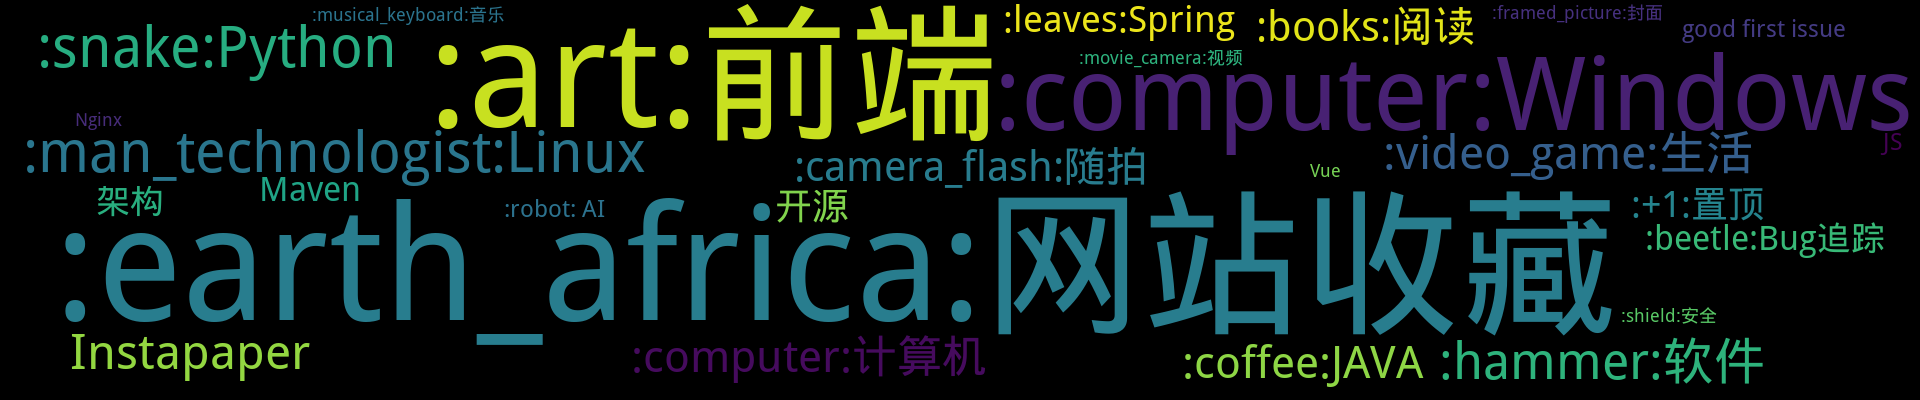 :musical_keyboard:音乐
:snake:Python
:art:前端
:leaves:Spring
:books:阅读
:framed_picture:封面
good first issue
:movie_camera:视频
:computer:Windows
Nginx
:man_technologist:Linux
:camera_flash:随拍
Vue
:video_game:生活
JS
架构
Maven
:robot: AI
开源
:+1:置顶
:earth_africa:网站收藏
:beetle:Bug追踪
:shield:安全
Instapaper
:computer:计算机
:coffee:JAVA
:hammer:软件